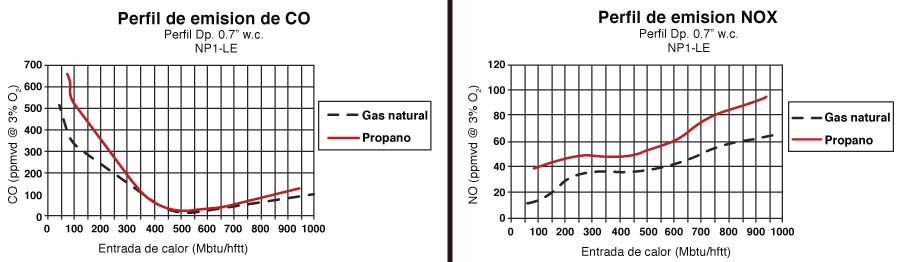 Perfil de emision de CO
Perfil Dp. 0.7" w.c.
NP1-LE
CO (ppmvd @ 3% O2)
700
600
500
400
300
200
100
0
0 100 200 300 400 500 600 700 800 900 1000
Entrada de calor (Mbtu/hftt)
Gas natural
Propano
Perfil de emision NOX
Perfil Dp. 0.7" w.c.
NP1-LE
NO (ppmvd @ 3% O2)
120
100
80
60
40
20
0
0 100 200 300 400 500 600 700 800 900 1000
Entrada de calor (Mbtu/hftt)
Gas natural
Propano